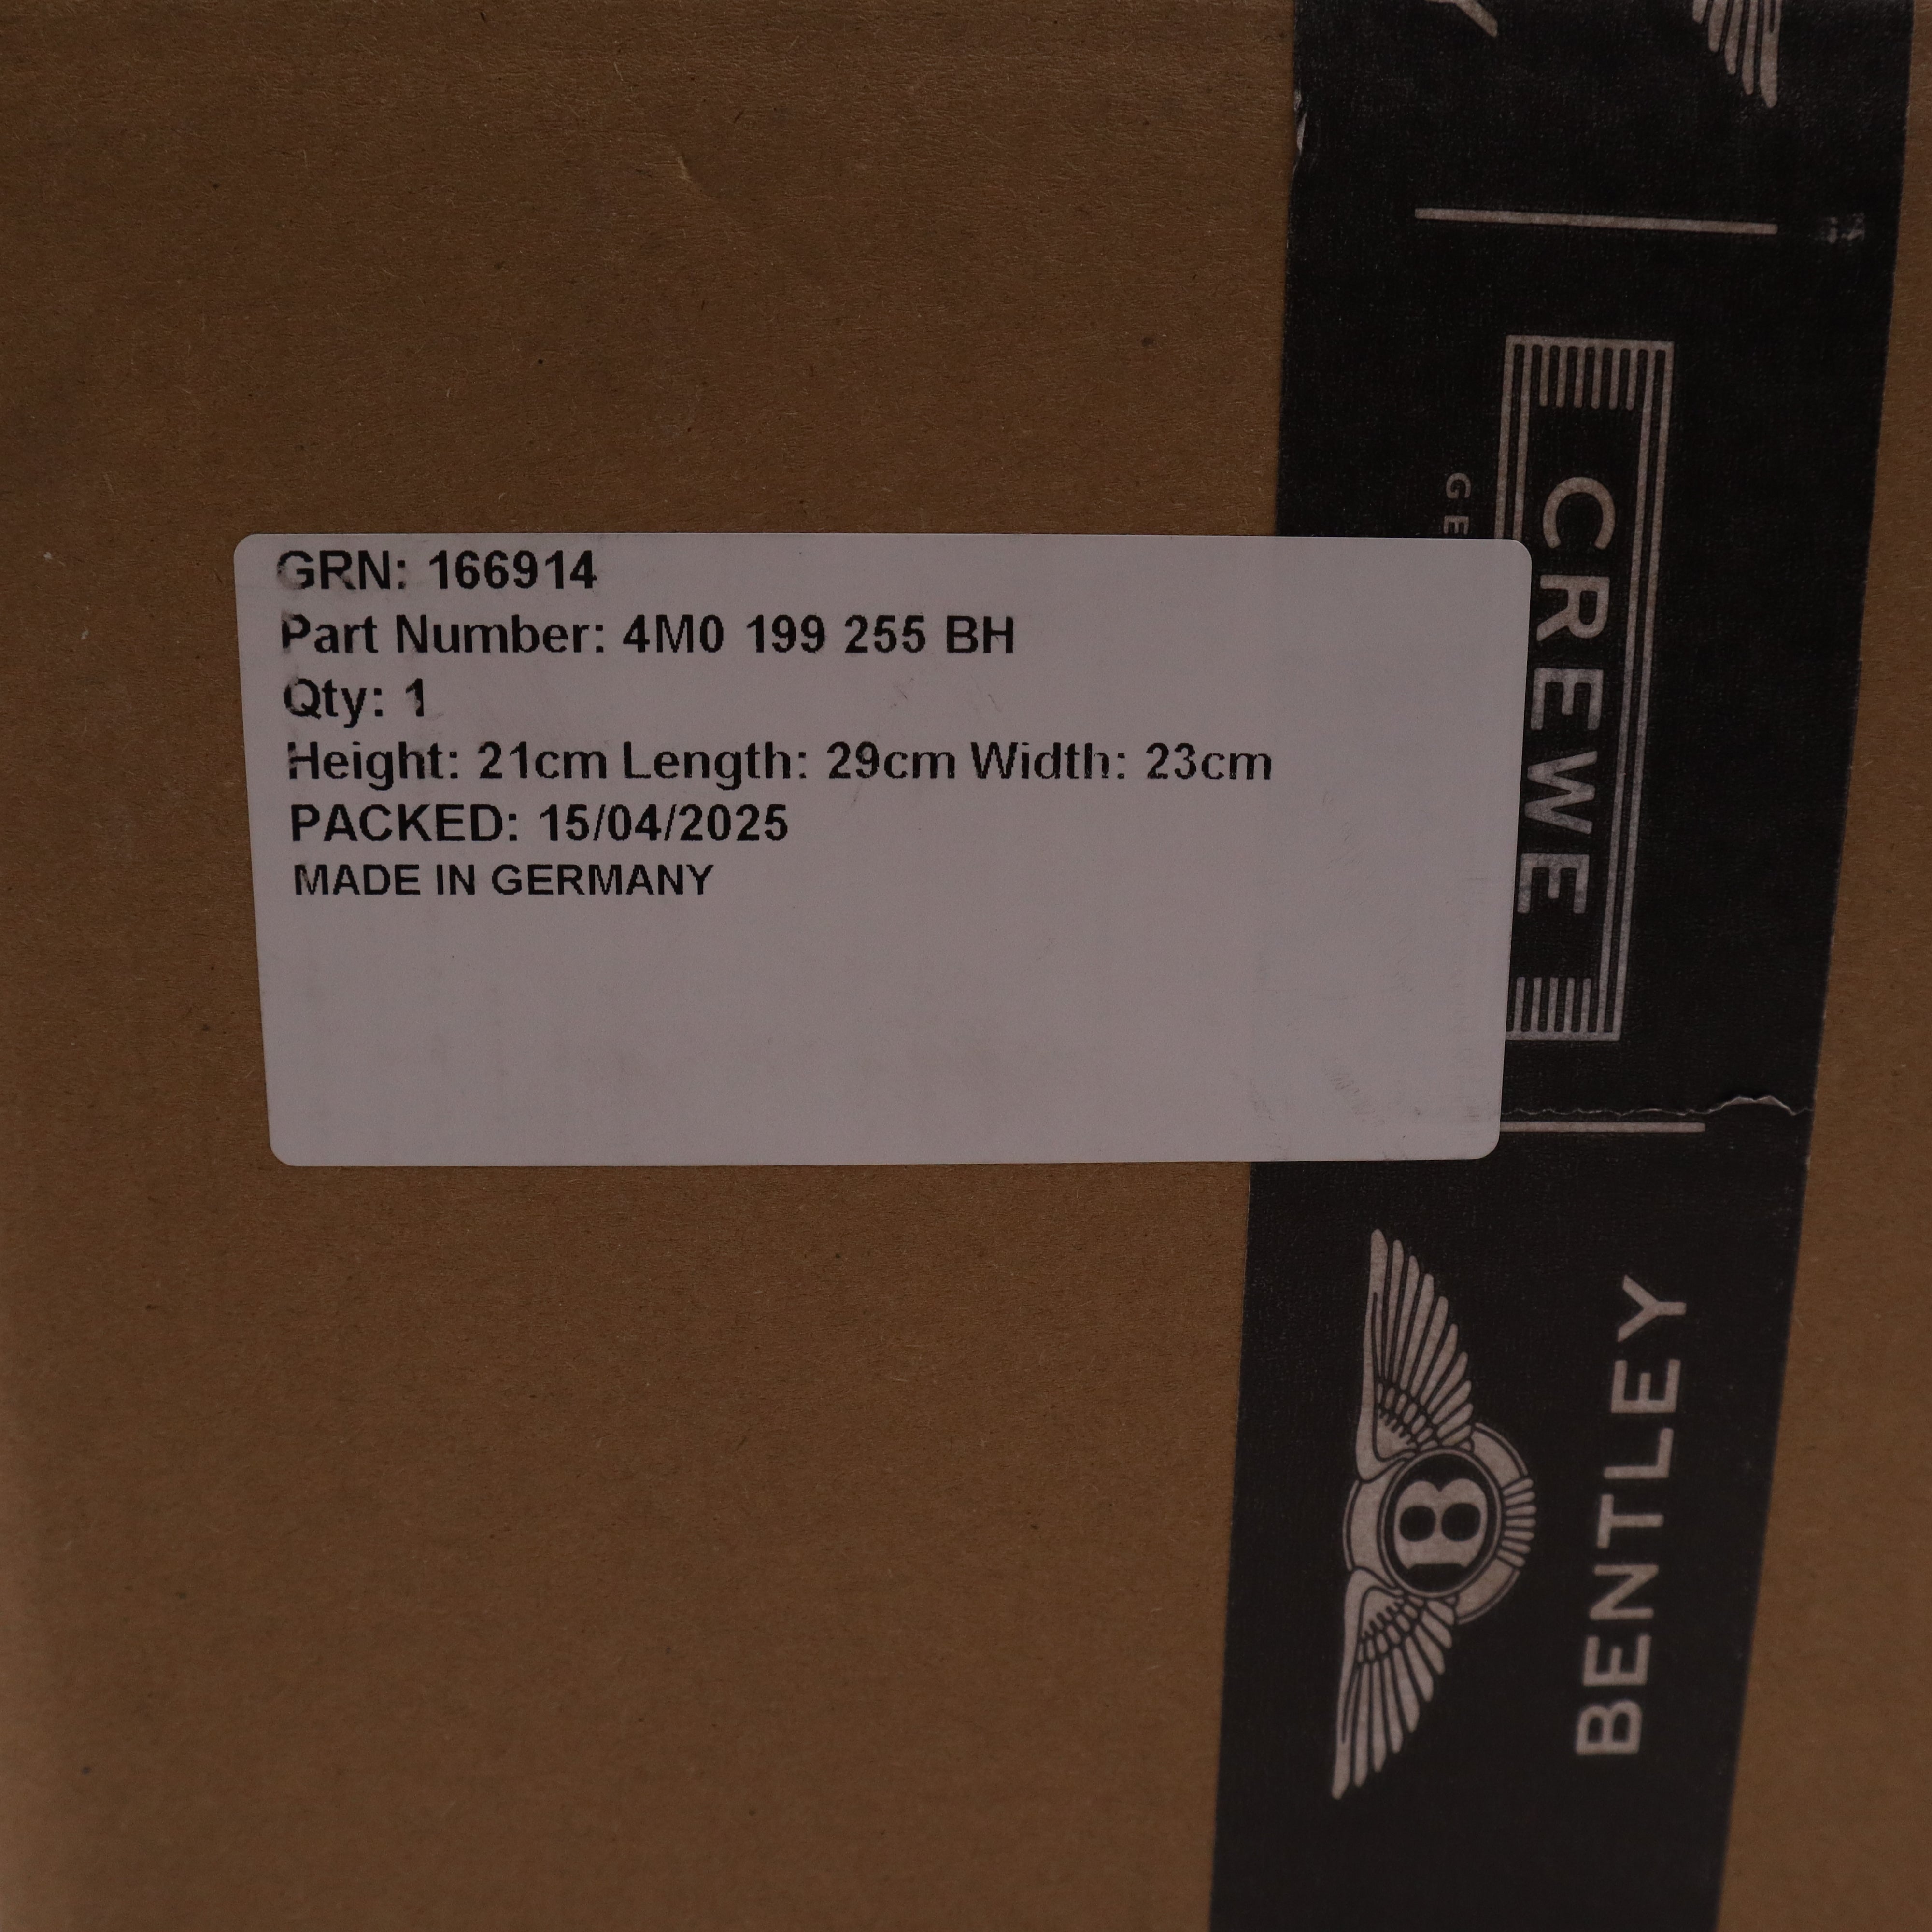 GRN: 166914
Part Number: 4M0 199 255 BH
Qty: 1
Height: 21cm Length: 29cm Width: 23cm
PACKED: 15/04/2025
MADE IN GERMANY
CREWE
B
BENTLEY